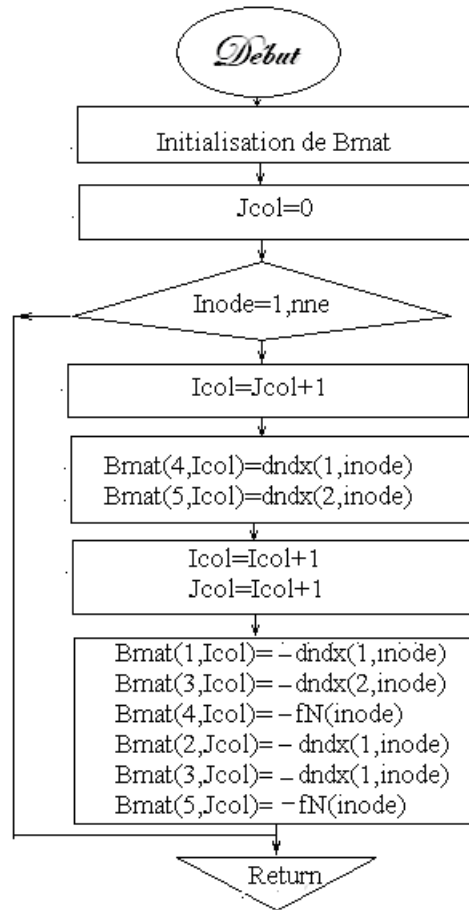 Début
Initialisation de Bmat
Jcol=0
Inode=1,nne
Icol=Jcol+1
Bmat(4,Icol)=dndx(1,inode)
Bmat(5,Icol)=dndx(2,inode)
Icol=Icol+1
Jcol=Icol+1
Bmat(1,Icol)= -dndx(1,inode)
Bmat(3,Icol)= -dndx(2,inode)
Bmat(4,Icol)= -fN(inode)
Bmat(2,Jcol)= -dndx(1,inode)
Bmat(3,Jcol)= -dndx(1,inode)
Bmat(5,Jcol)= -fN(inode)
Return